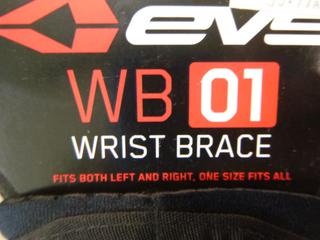 evs
WB 01
WRIST BRACE
FITS BOTH LEFT AND RIGHT, ONE SIZE FITS ALL